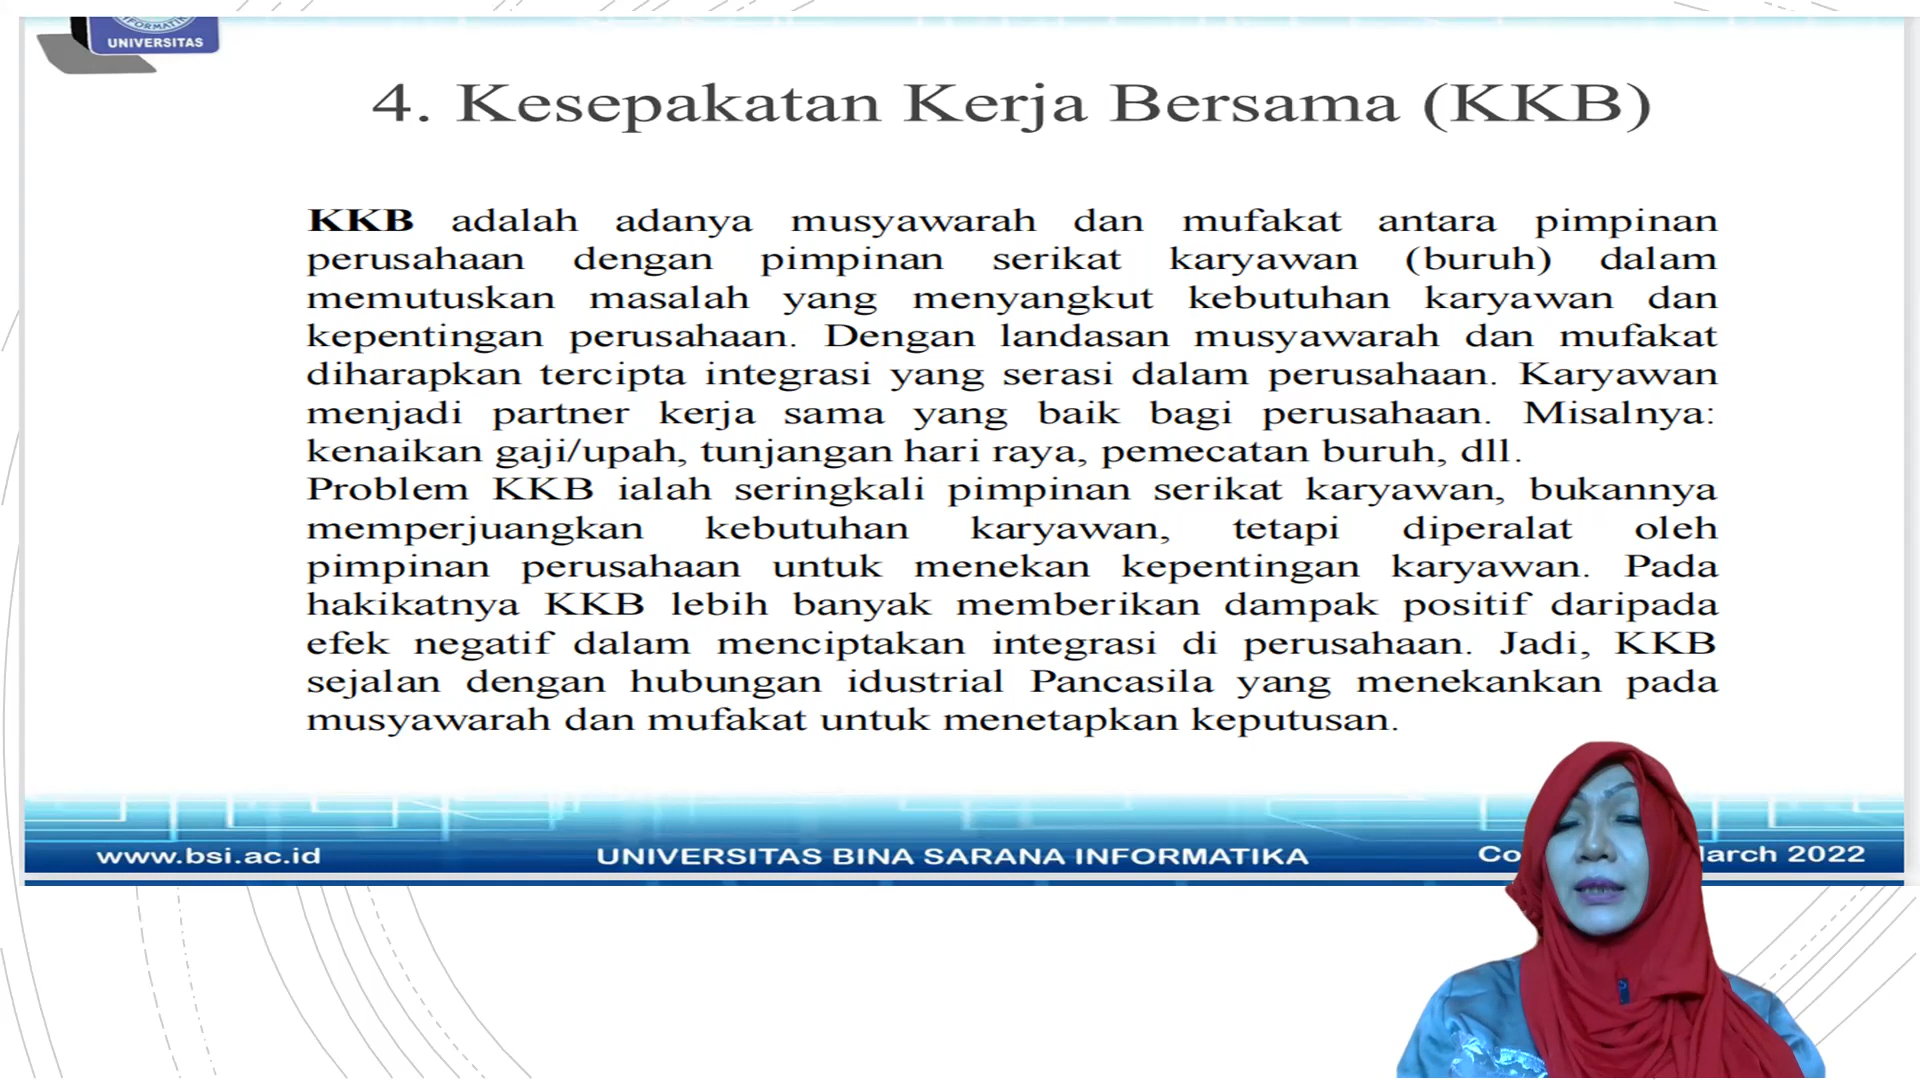 INFORMATIKA
UNIVERSITAS
4. Kesepakatan Kerja Bersama (KKB)
KKB adalah adanya musyawarah dan mufakat antara pimpinan
perusahaan dengan pimpinan serikat karyawan (buruh) dalam
memutuskan masalah yang menyangkut kebutuhan karyawan dan
kepentingan perusahaan. Dengan landasan musyawarah dan mufakat
diharapkan tercipta integrasi yang serasi dalam perusahaan. Karyawan
menjadi partner kerja sama yang baik bagi perusahaan. Misalnya:
kenaikan gaji/upah, tunjangan hari raya, pemecatan buruh, dll.
Problem KKB ialah seringkali pimpinan serikat karyawan, bukannya
memperjuangkan kebutuhan karyawan, tetapi diperalat oleh
pimpinan perusahaan untuk menekan kepentingan karyawan. Pada
hakikatnya KKB lebih banyak memberikan dampak positif daripada
efek negatif dalam menciptakan integrasi di perusahaan. Jadi, KKB
sejalan dengan hubungan idustrial Pancasila yang menekankan pada
musyawarah dan mufakat untuk menetapkan keputusan.
www.bsi.ac.id
UNIVERSITAS BINA SARANA INFORMATIKA
2022